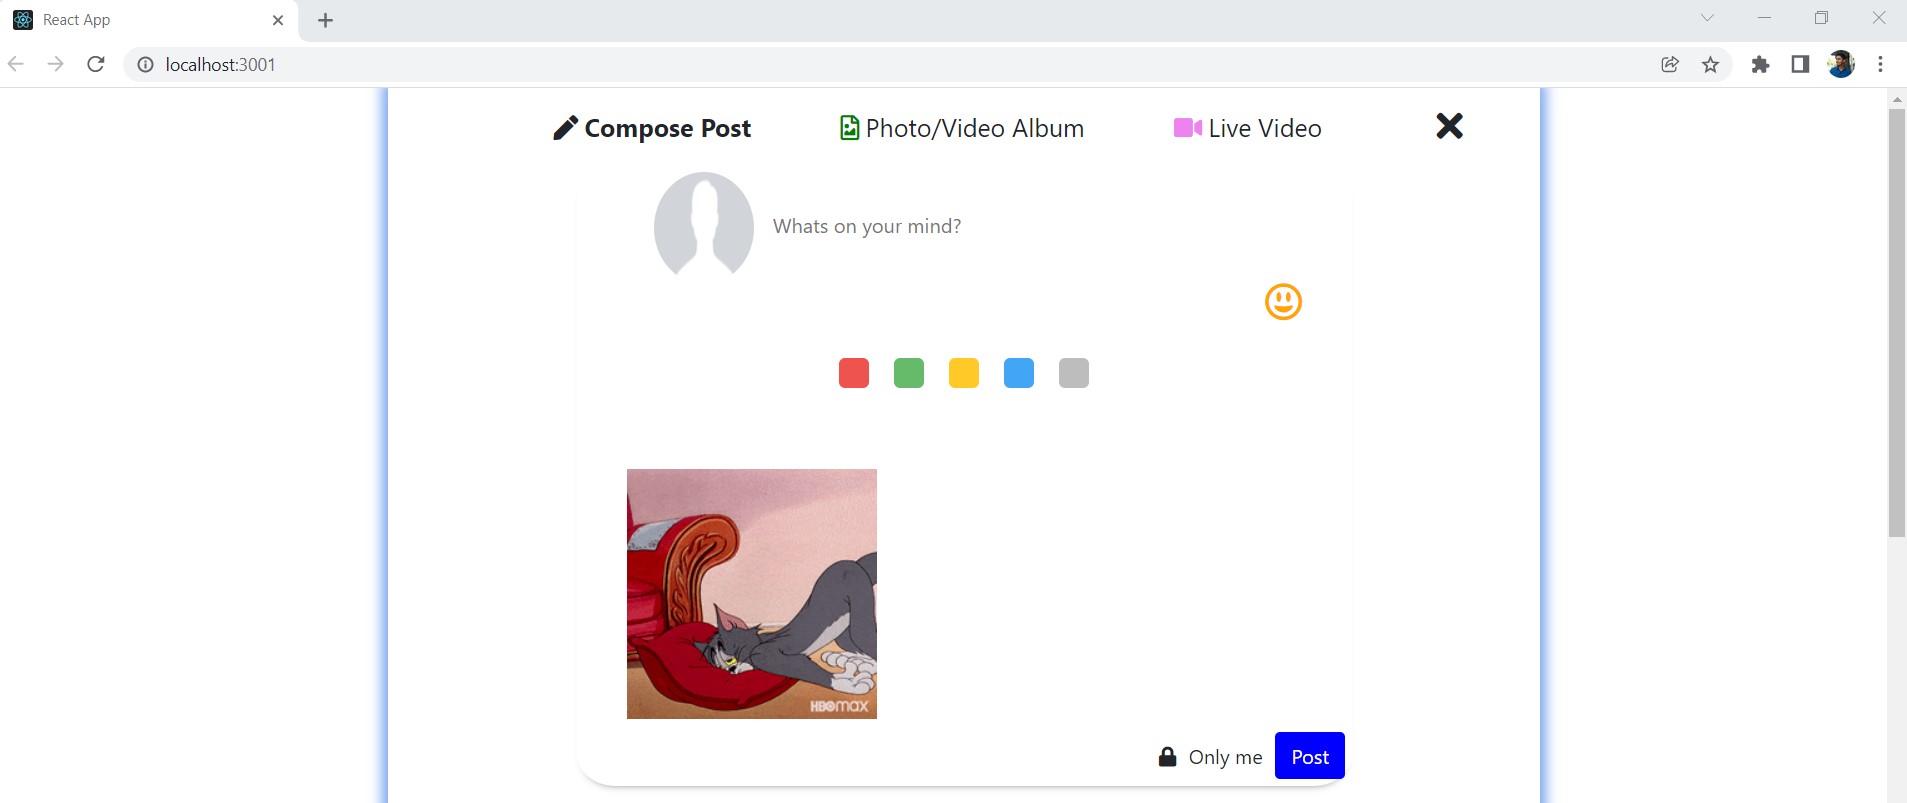 React App
localhost:3001
Compose Post
Photo/Video Album
Live Video
Whats on your mind?
HBOmax
Only me
Post